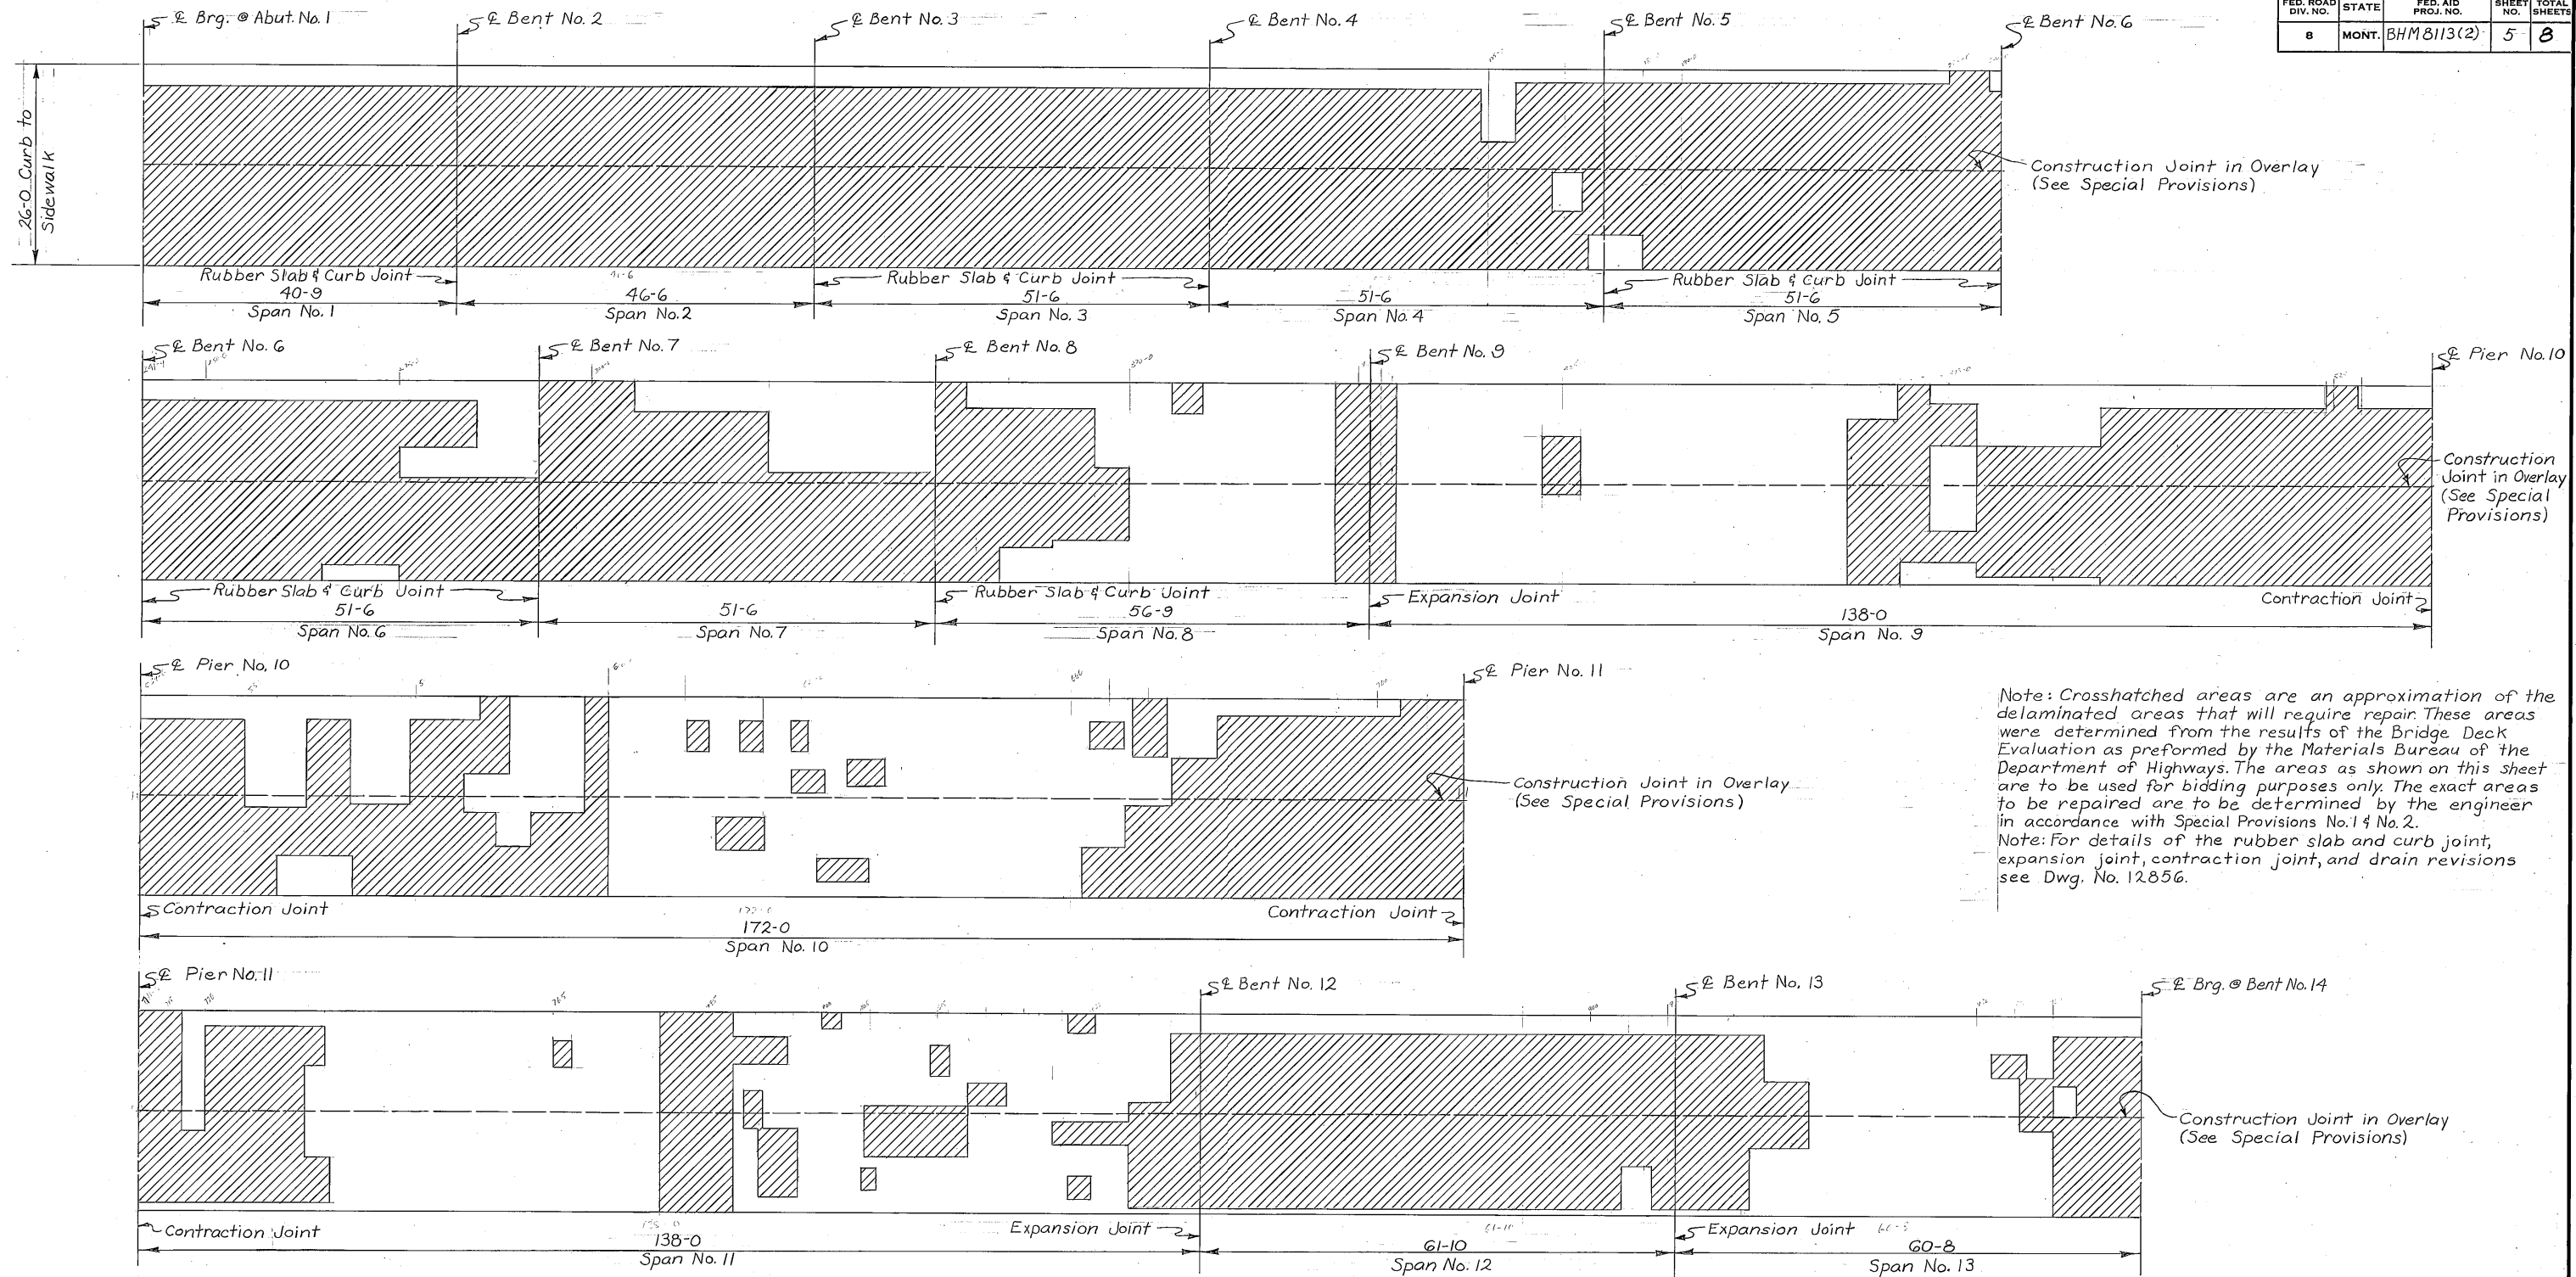 FED. ROAD DIV. NO. STATE FED. AID PROJ. NO. SHEET NO. TOTAL SHEETS
8 MONT. BHM 8113(2) 5 8
℄ Brg. @ Abut. No. 1
℄ Bent No. 2
℄ Bent No. 3
℄ Bent No. 4
℄ Bent No. 5
℄ Bent No. 6
26-0 Curb to
Sidewalk
Construction Joint in Overlay
(See Special Provisions)
Rubber Slab & Curb Joint
Rubber Slab & Curb Joint
Rubber Slab & Curb Joint
40-9
46-6
51-6
51-6
51-6
Span No. 1
Span No. 2
Span No. 3
Span No. 4
Span No. 5
℄ Bent No. 6
℄ Bent No. 7
℄ Bent No. 8
℄ Bent No. 9
℄ Pier No. 10
Construction
Joint in Overlay
(See Special
Provisions)
Rubber Slab & Curb Joint
Rubber Slab & Curb Joint
Expansion Joint
Contraction Joint
51-6
51-6
56-9
138-0
Span No. 6
Span No. 7
Span No. 8
Span No. 9
℄ Pier No. 10
℄ Pier No. 11
Construction Joint in Overlay
(See Special Provisions)
Contraction Joint
Contraction Joint
172-0
Span No. 10
Note: Crosshatched areas are an approximation of the
delaminated areas that will require repair. These areas
were determined from the results of the Bridge Deck
Evaluation as preformed by the Materials Bureau of the
Department of Highways. The areas as shown on this sheet
are to be used for bidding purposes only. The exact areas
to be repaired are to be determined by the engineer
in accordance with Special Provisions No. 1 & No. 2.
Note: For details of the rubber slab and curb joint,
expansion joint, contraction joint, and drain revisions
see Dwg. No. 12856.
℄ Pier No. 11
℄ Bent No. 12
℄ Bent No. 13
℄ Brg. @ Bent No. 14
Construction Joint in Overlay
(See Special Provisions)
Contraction Joint
Expansion Joint
Expansion Joint
138-0
61-10
60-8
Span No. 11
Span No. 12
Span No. 13